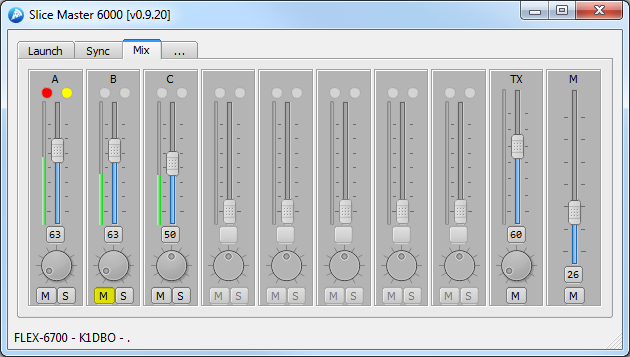 Slice Master 6000 [v0.9.20]
Launch Sync Mix ...
A B C TX M
63 63 50 60
26
M S M S M S M S M S M S M S M S M M
FLEX-6700 - K1DBO - .